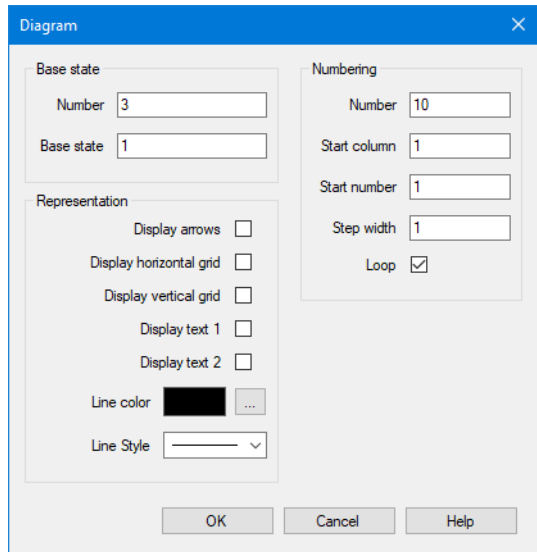 Diagram
Base state
Number 3
Base state 1
Representation
Display arrows
Display horizontal grid
Display vertical grid
Display text 1
Display text 2
Line color ...
Line Style
Numbering
Number 10
Start column 1
Start number 1
Step width 1
Loop
OK Cancel Help